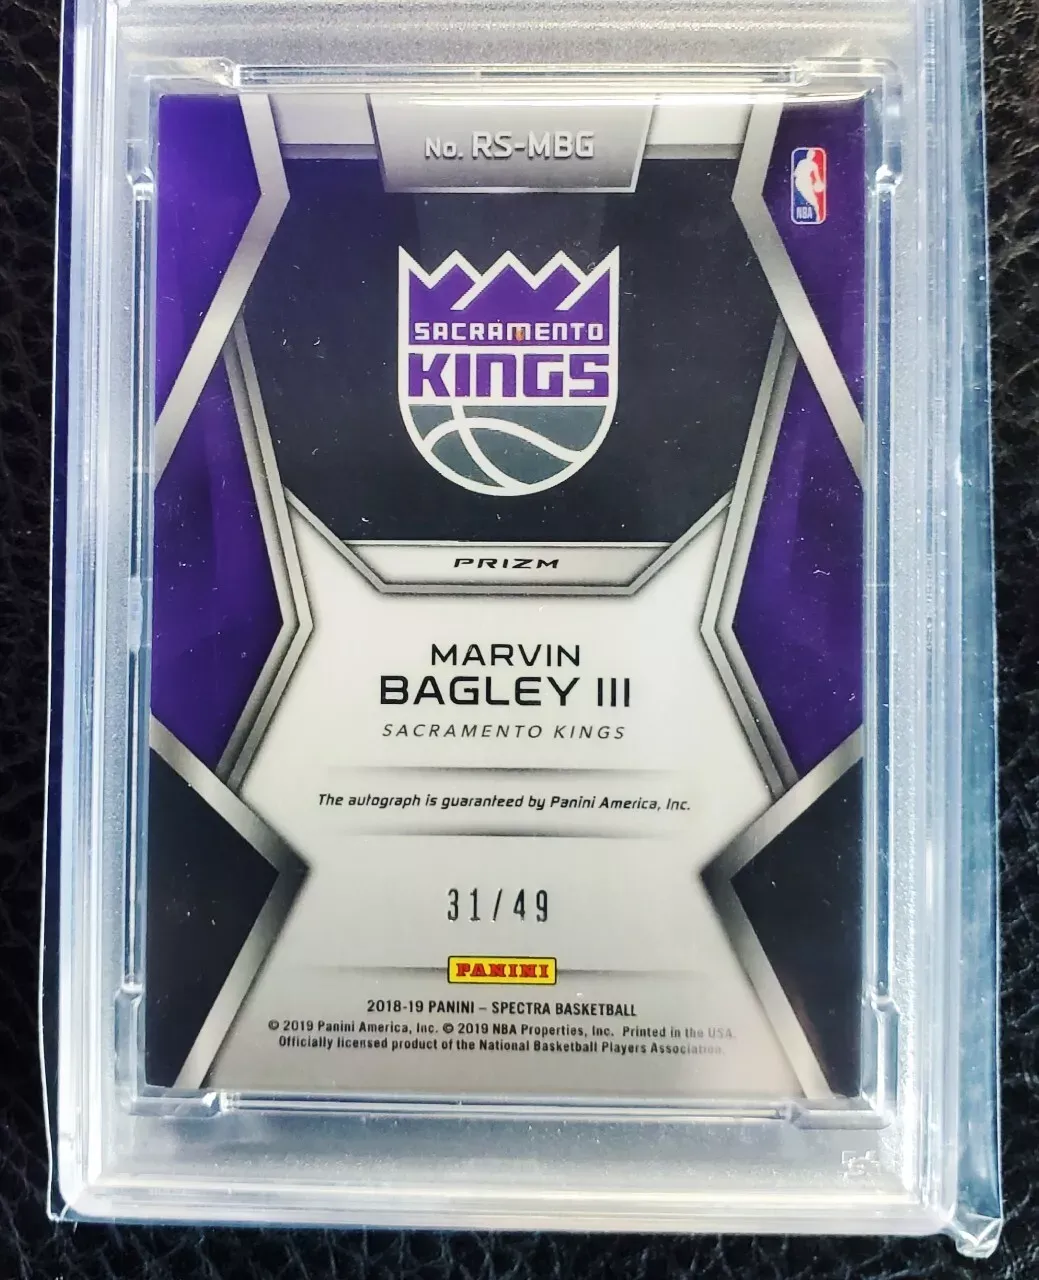 No. RS-MBG
NBA
SACRAMENTO
KINGS
PRIZM
MARVIN
BAGLEY III
SACRAMENTO KINGS
The autograph is guaranteed by Panini America, Inc.
31/49
PANINI
2018-19 PANINI – SPECTRA BASKETBALL
© 2019 Panini America, Inc. © 2019 NBA Properties, Inc. Printed in the USA.
Officially licensed product of the National Basketball Players Association.